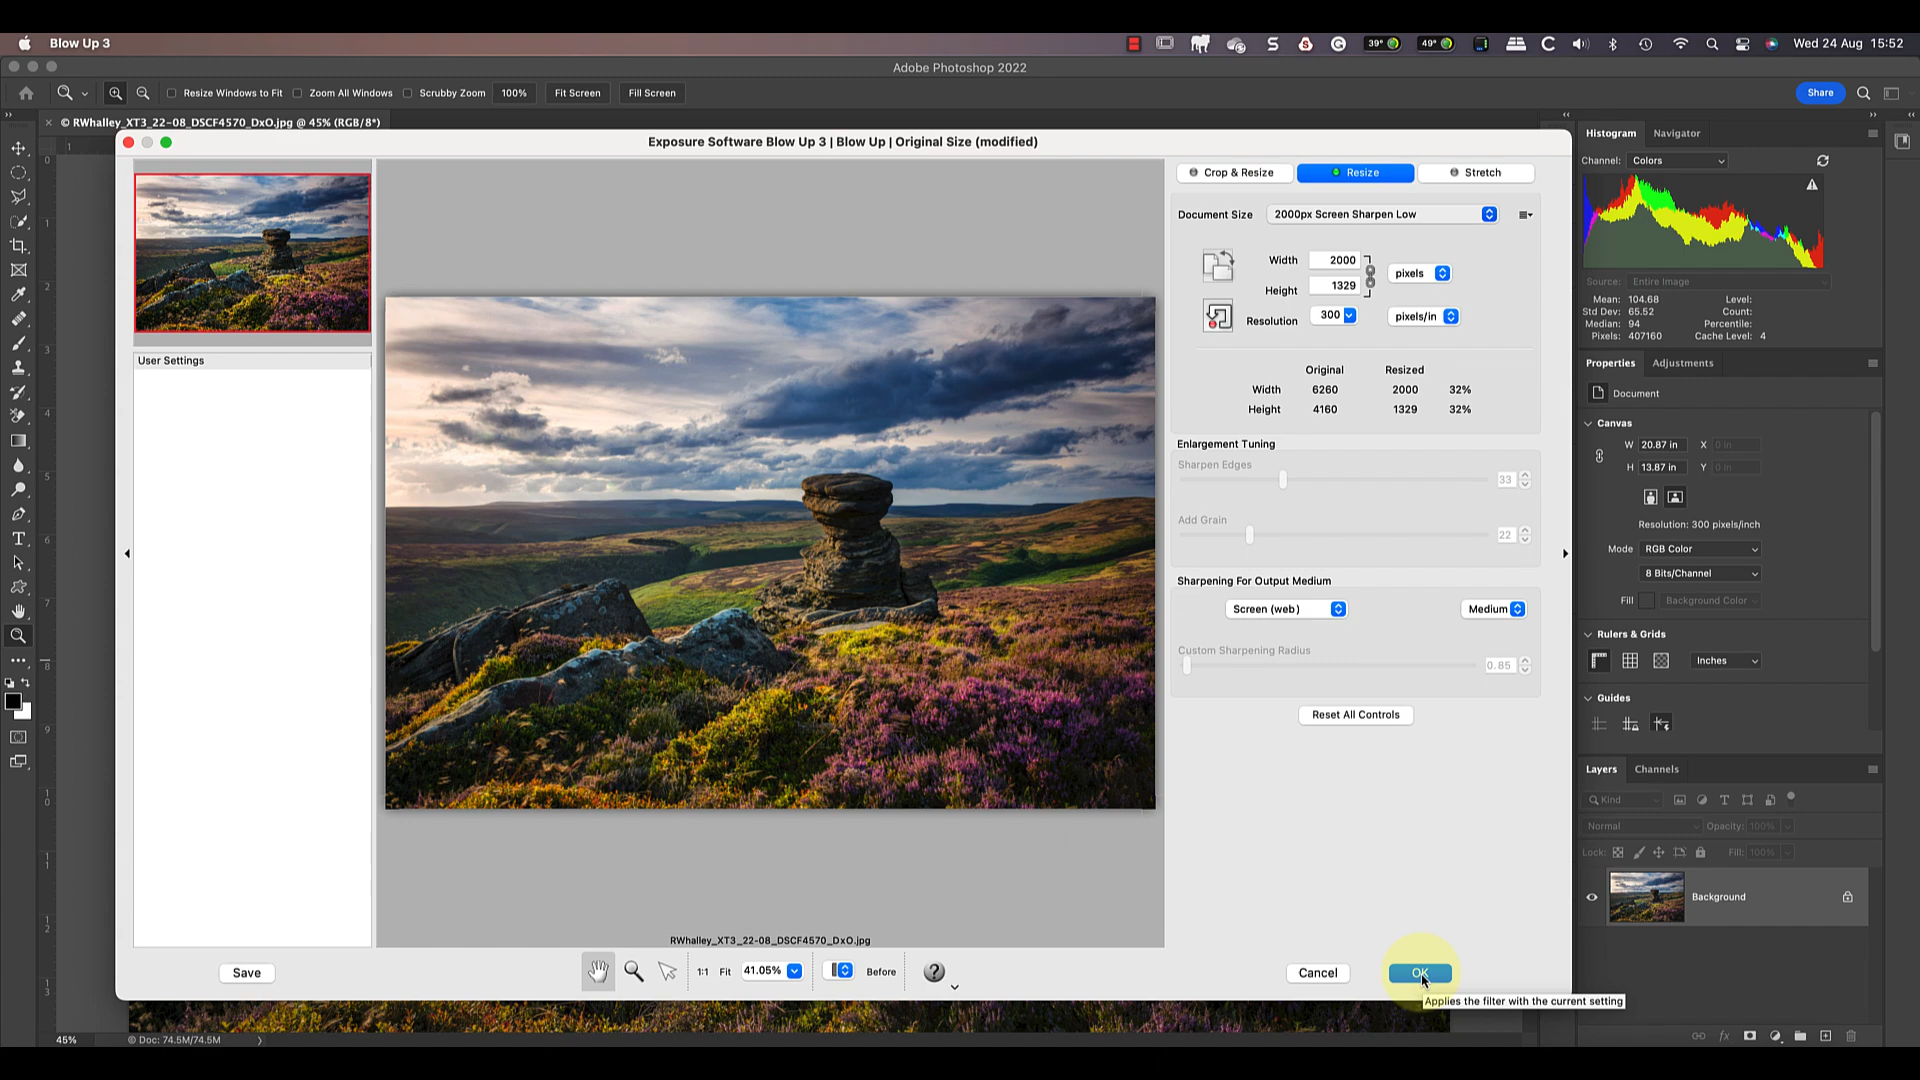 Blow Up 3
39°
49°
Wed 24 Aug 15:52
Adobe Photoshop 2022
Resize Windows to Fit
Zoom All Windows
Scrubby Zoom
100%
Fit Screen
Fill Screen
Share
× © RWhalley_XT3_22-08_DSCF4570_DxO.jpg @ 45% (RGB/8*)
Exposure Software Blow Up 3 | Blow Up | Original Size (modified)
User Settings
Crop & Resize
Resize
Stretch
Document Size
2000px Screen Sharpen Low
Width 2000
pixels
Height 1329
Resolution 300
pixels/in
Original Resized
Width 6260 2000 32%
Height 4160 1329 32%
Enlargement Tuning
Sharpen Edges
33
Add Grain
22
Sharpening For Output Medium
Screen (web)
Medium
Custom Sharpening Radius
0.85
Reset All Controls
RWhalley_XT3_22-08_DSCF4570_DxO.jpg
Save
1:1 Fit 41.05%
Before
?
Cancel
OK
Applies the filter with the current setting
Histogram Navigator
Channel: Colors
Source: Entire Image
Mean: 104.68 Level:
Std Dev: 65.52 Count:
Median: 94 Percentile:
Pixels: 407160 Cache Level: 4
Properties Adjustments
Document
Canvas
W 20.87 in X 0 in
H 13.87 in Y 0 in
Resolution: 300 pixels/inch
Mode RGB Color
8 Bits/Channel
Fill Background Color
Rulers & Grids
Inches
Guides
Layers Channels
Kind
Normal Opacity: 100%
Lock: Fill: 100%
Background
fx
45% © Doc: 74.5M/74.5M